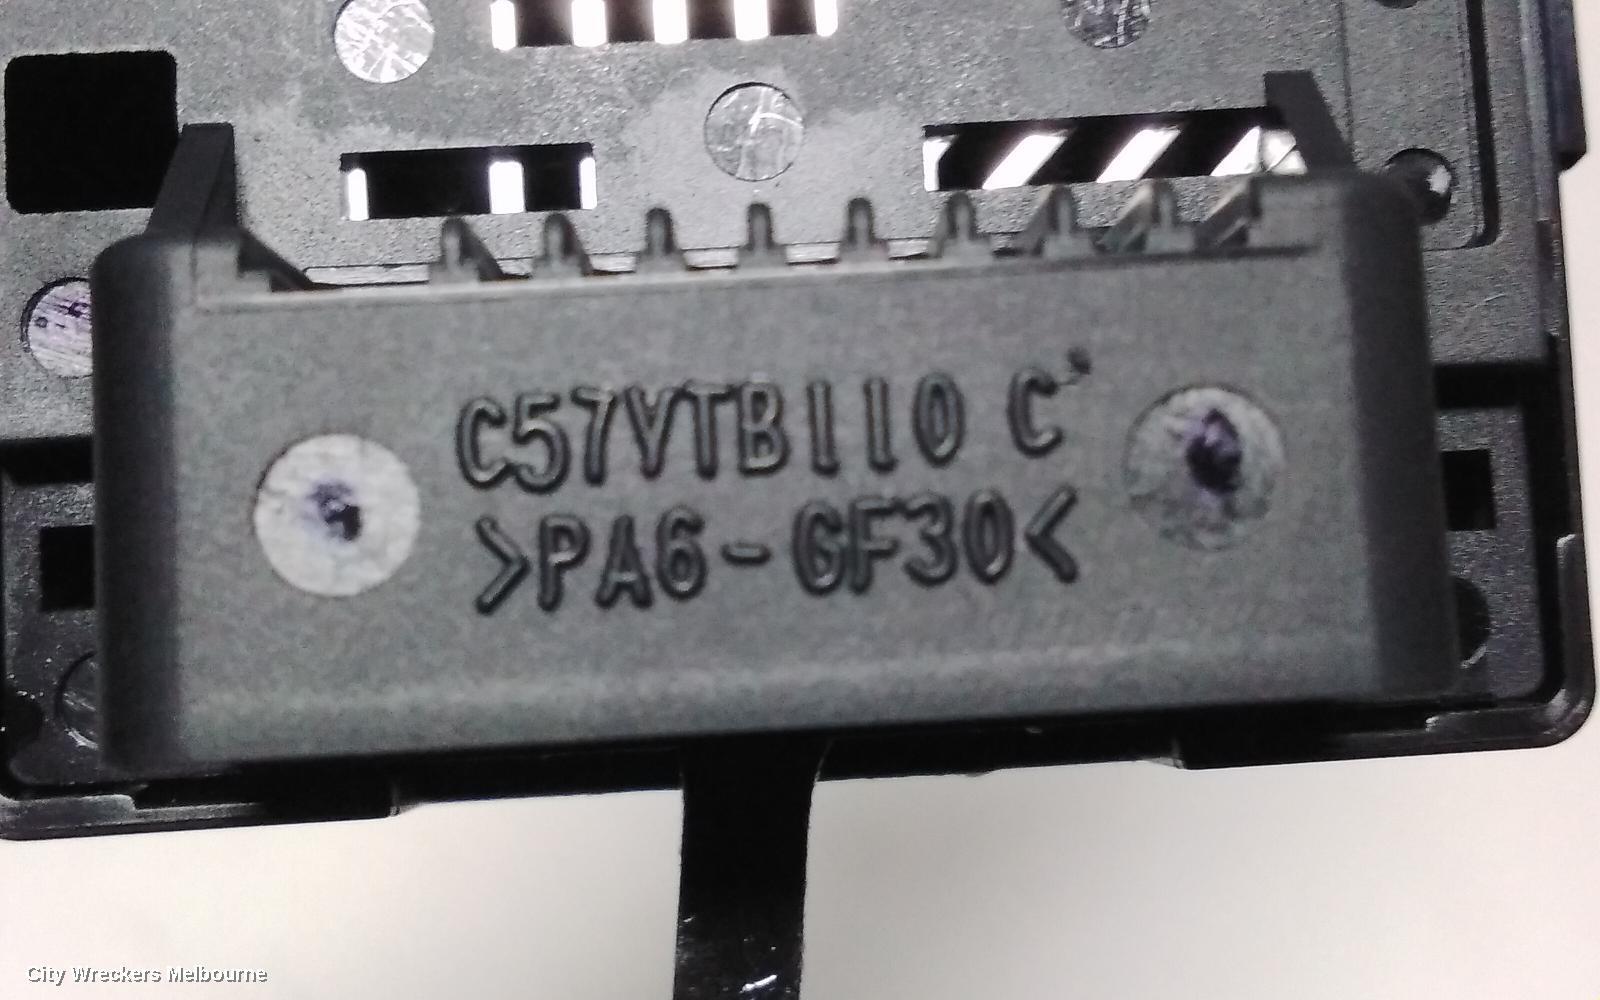 C57VTB110 C
>PA6-GF30<
City Wreckers Melbourne